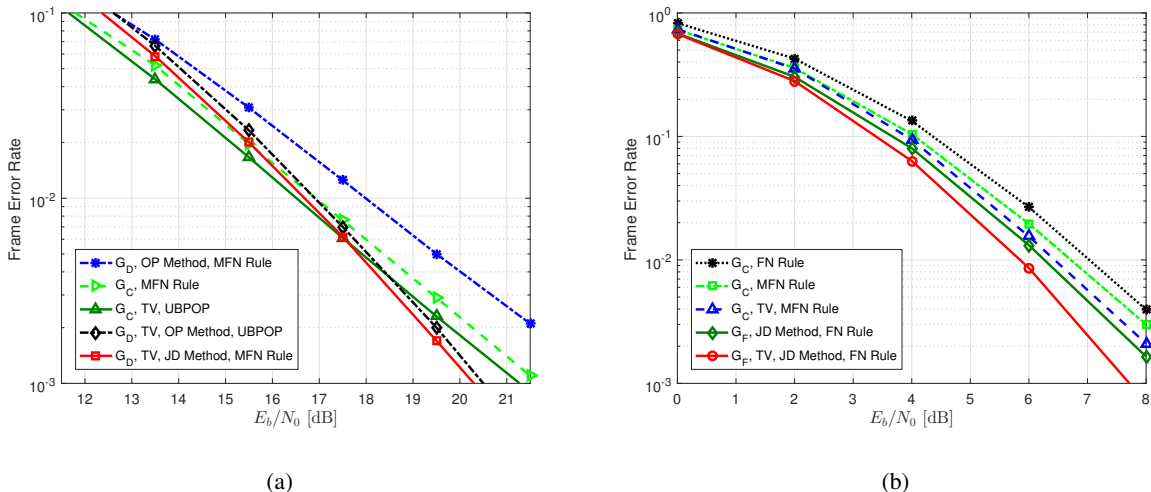 10^-1
10^-2
10^-3
Frame Error Rate
G_D, OP Method, MFN Rule
G_C, MFN Rule
G_C, TV, UBPOP
G_D, TV, OP Method, UBPOP
G_D, TV, JD Method, MFN Rule
12 13 14 15 16 17 18 19 20 21
E_b/N_0 [dB]
(a)
10^0
10^-1
10^-2
10^-3
Frame Error Rate
G_C, FN Rule
G_C, MFN Rule
G_C, TV, MFN Rule
G_F, JD Method, FN Rule
G_F, TV, JD Method, FN Rule
0 1 2 3 4 5 6 7 8
E_b/N_0 [dB]
(b)